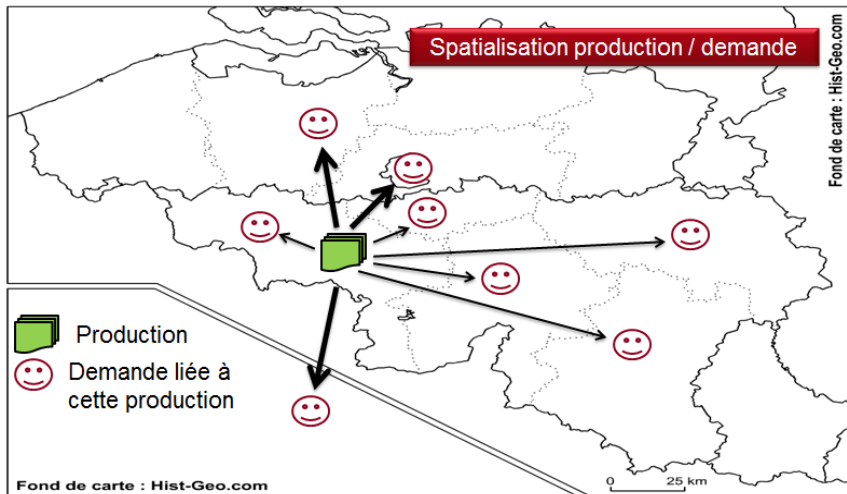 Spatialisation production / demande
Fond de carte : Hist-Geo.com
Production
Demande liée à
cette production
Fond de carte : Hist-Geo.com
0 25 km